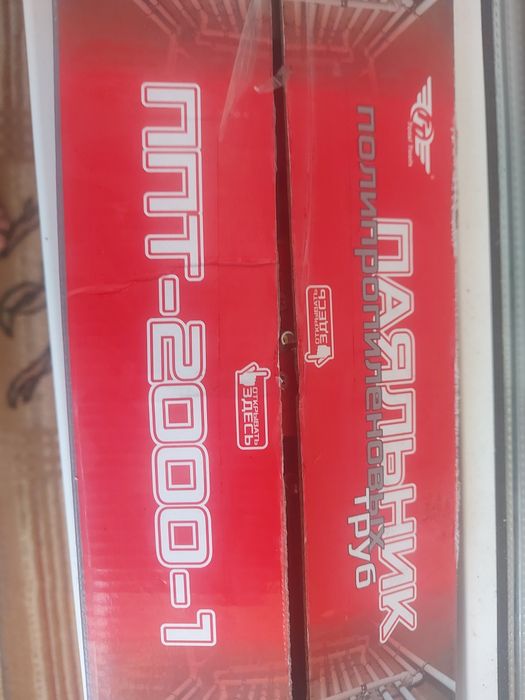 ПАЯЛЬНИК
полипропиленовых
труб
ОТКРЫВАТЬ
ЗДЕСЬ
ППТ-2000-1
ОТКРЫВАТЬ
ЗДЕСЬ